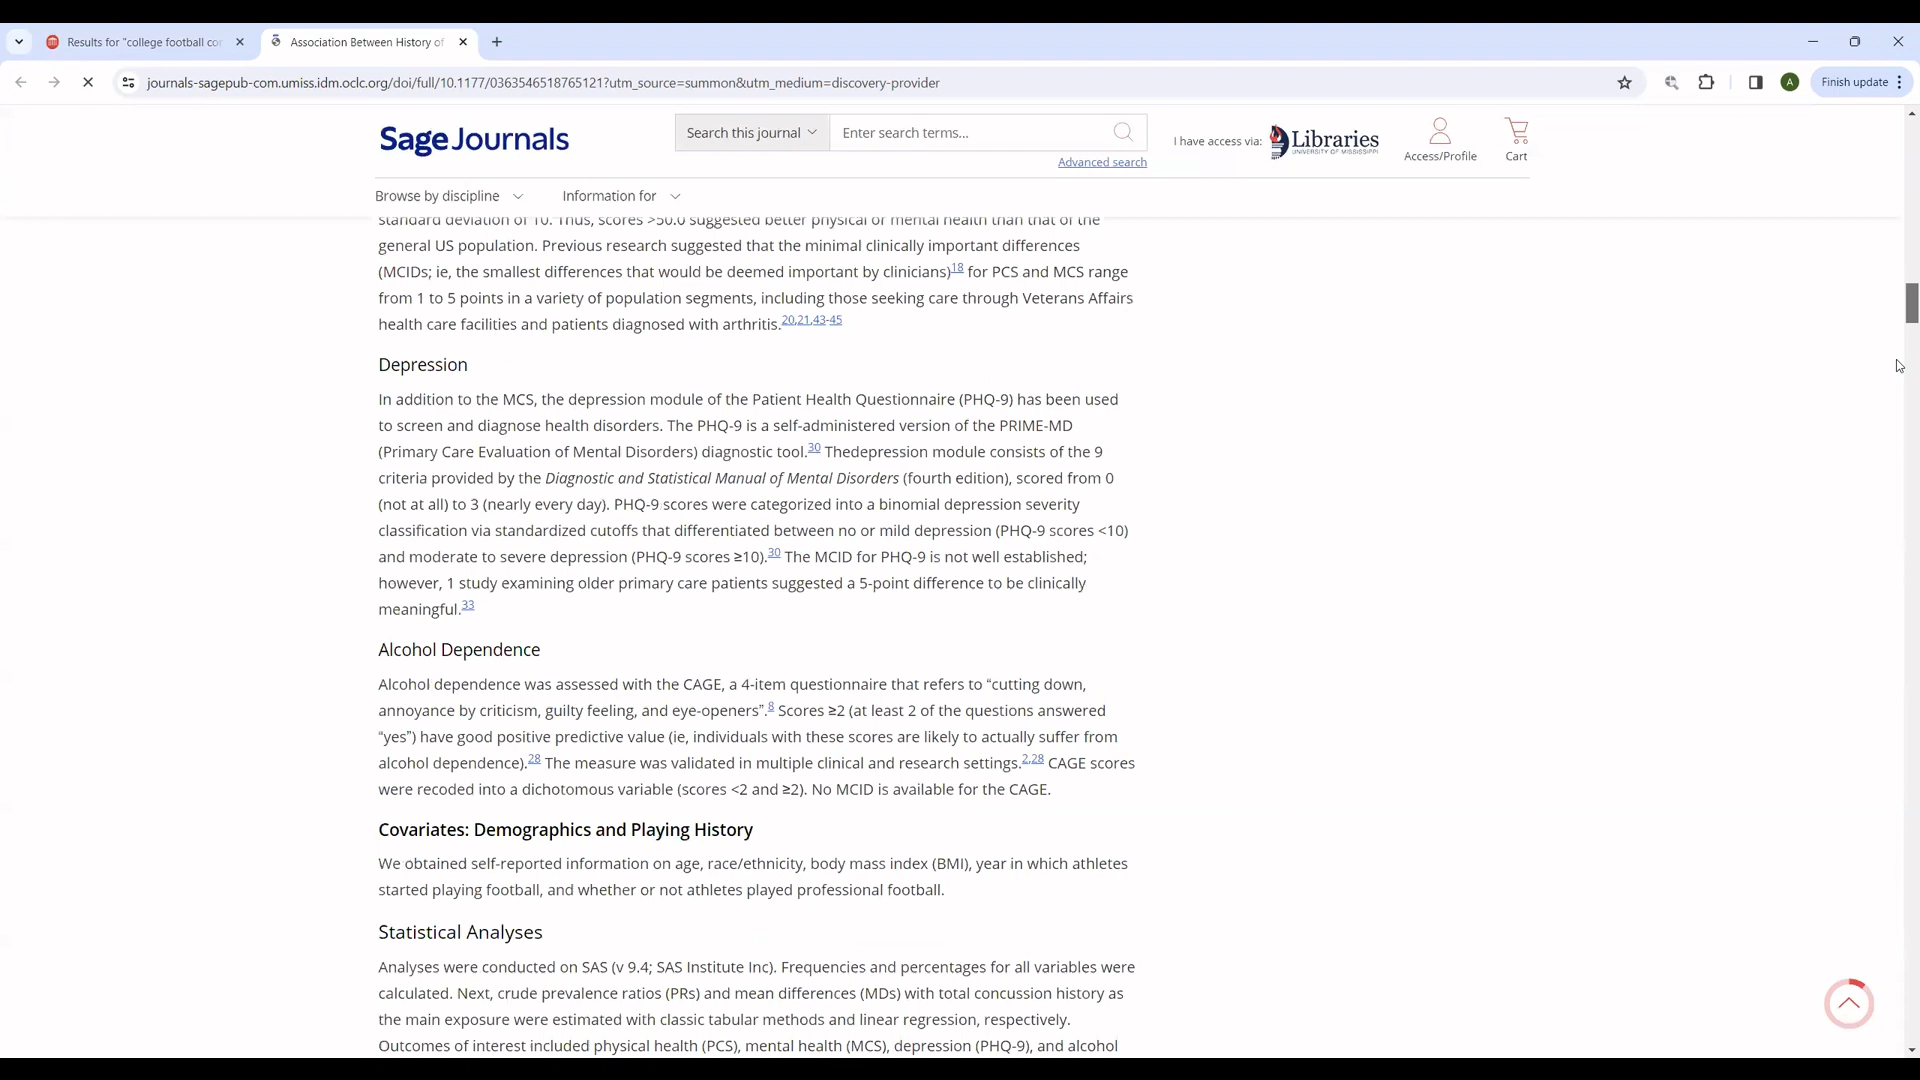 Results for "college football cor
Association Between History of
journals-sagepub-com.umiss.idm.oclc.org/doi/full/10.1177/0363546518765121?utm_source=summon&utm_medium=discovery-provider
A
Finish update
Sage Journals
Search this journal
Enter search terms...
Advanced search
I have access via:
Libraries
UNIVERSITY OF MISSISSIPPI
Access/Profile
Cart
Browse by discipline
Information for
standard deviation of 10. Thus, scores >50.0 suggested better physical or mental health than that of the
general US population. Previous research suggested that the minimal clinically important differences
(MCIDs; ie, the smallest differences that would be deemed important by clinicians)18 for PCS and MCS range
from 1 to 5 points in a variety of population segments, including those seeking care through Veterans Affairs
health care facilities and patients diagnosed with arthritis.20,21,43-45
Depression
In addition to the MCS, the depression module of the Patient Health Questionnaire (PHQ-9) has been used
to screen and diagnose health disorders. The PHQ-9 is a self-administered version of the PRIME-MD
(Primary Care Evaluation of Mental Disorders) diagnostic tool.30 Thedepression module consists of the 9
criteria provided by the Diagnostic and Statistical Manual of Mental Disorders (fourth edition), scored from 0
(not at all) to 3 (nearly every day). PHQ-9 scores were categorized into a binomial depression severity
classification via standardized cutoffs that differentiated between no or mild depression (PHQ-9 scores <10)
and moderate to severe depression (PHQ-9 scores ≥10).30 The MCID for PHQ-9 is not well established;
however, 1 study examining older primary care patients suggested a 5-point difference to be clinically
meaningful.33
Alcohol Dependence
Alcohol dependence was assessed with the CAGE, a 4-item questionnaire that refers to “cutting down,
annoyance by criticism, guilty feeling, and eye-openers”.8 Scores ≥2 (at least 2 of the questions answered
“yes”) have good positive predictive value (ie, individuals with these scores are likely to actually suffer from
alcohol dependence).28 The measure was validated in multiple clinical and research settings.2,28 CAGE scores
were recoded into a dichotomous variable (scores <2 and ≥2). No MCID is available for the CAGE.
Covariates: Demographics and Playing History
We obtained self-reported information on age, race/ethnicity, body mass index (BMI), year in which athletes
started playing football, and whether or not athletes played professional football.
Statistical Analyses
Analyses were conducted on SAS (v 9.4; SAS Institute Inc). Frequencies and percentages for all variables were
calculated. Next, crude prevalence ratios (PRs) and mean differences (MDs) with total concussion history as
the main exposure were estimated with classic tabular methods and linear regression, respectively.
Outcomes of interest included physical health (PCS), mental health (MCS), depression (PHQ-9), and alcohol